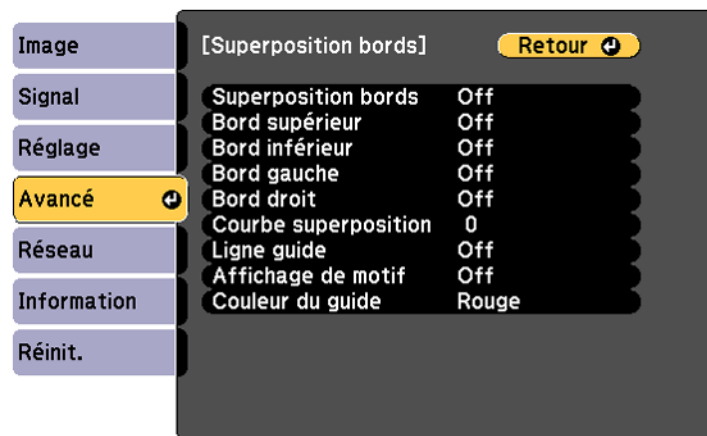 Image
Signal
Réglage
Avancé
Réseau
Information
Réinit.
[Superposition bords] Retour
Superposition bords Off
Bord supérieur Off
Bord inférieur Off
Bord gauche Off
Bord droit Off
Courbe superposition 0
Ligne guide Off
Affichage de motif Off
Couleur du guide Rouge